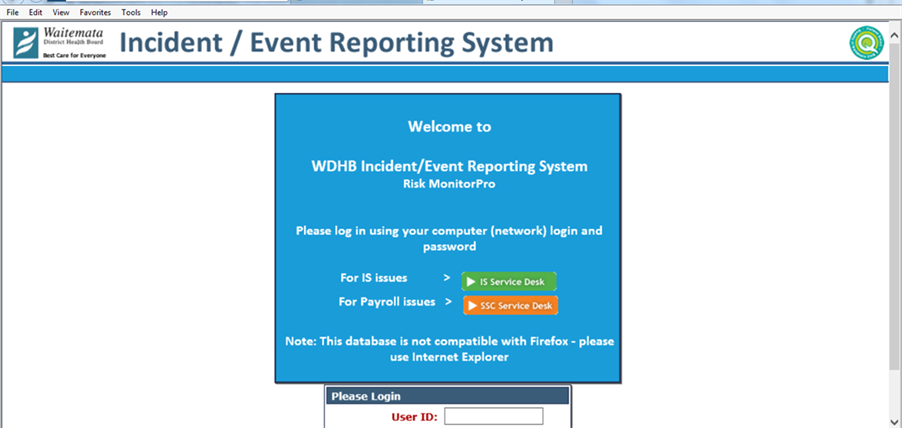 File Edit View Favorites Tools Help
Waitemata
District Health Board
Best Care for Everyone
Incident / Event Reporting System
Welcome to
WDHB Incident/Event Reporting System
Risk MonitorPro
Please log in using your computer (network) login and
password
For IS issues > IS Service Desk
For Payroll issues > SSC Service Desk
Note: This database is not compatible with Firefox - please
use Internet Explorer
Please Login
User ID: